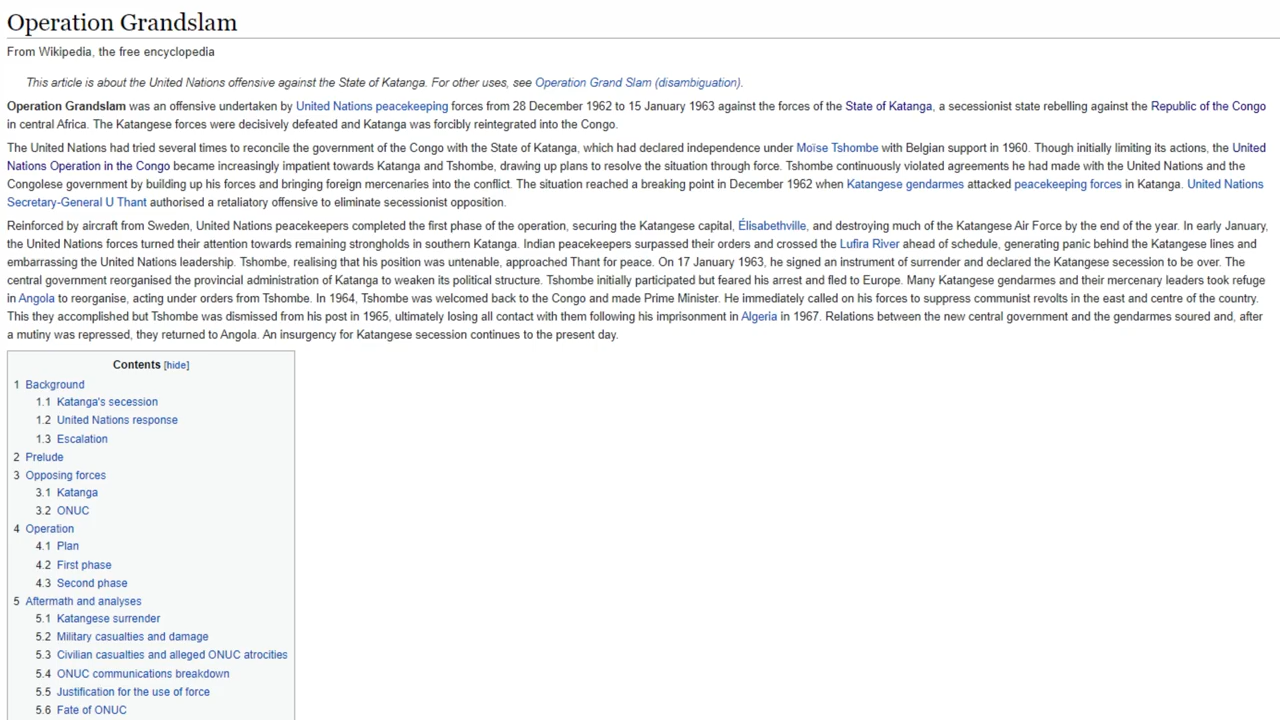 Operation Grandslam
From Wikipedia, the free encyclopedia
This article is about the United Nations offensive against the State of Katanga. For other uses, see Operation Grand Slam (disambiguation).
Operation Grandslam was an offensive undertaken by United Nations peacekeeping forces from 28 December 1962 to 15 January 1963 against the forces of the State of Katanga, a secessionist state rebelling against the Republic of the Congo
in central Africa. The Katangese forces were decisively defeated and Katanga was forcibly reintegrated into the Congo.
The United Nations had tried several times to reconcile the government of the Congo with the State of Katanga, which had declared independence under Moïse Tshombe with Belgian support in 1960. Though initially limiting its actions, the United
Nations Operation in the Congo became increasingly impatient towards Katanga and Tshombe, drawing up plans to resolve the situation through force. Tshombe continuously violated agreements he had made with the United Nations and the
Congolese government by building up his forces and bringing foreign mercenaries into the conflict. The situation reached a breaking point in December 1962 when Katangese gendarmes attacked peacekeeping forces in Katanga. United Nations
Secretary-General U Thant authorised a retaliatory offensive to eliminate secessionist opposition.
Reinforced by aircraft from Sweden, United Nations peacekeepers completed the first phase of the operation, securing the Katangese capital, Élisabethville, and destroying much of the Katangese Air Force by the end of the year. In early January,
the United Nations forces turned their attention towards remaining strongholds in southern Katanga. Indian peacekeepers surpassed their orders and crossed the Lufira River ahead of schedule, generating panic behind the Katangese lines and
embarrassing the United Nations leadership. Tshombe, realising that his position was untenable, approached Thant for peace. On 17 January 1963, he signed an instrument of surrender and declared the Katangese secession to be over. The
central government reorganised the provincial administration of Katanga to weaken its political structure. Tshombe initially participated but feared his arrest and fled to Europe. Many Katangese gendarmes and their mercenary leaders took refuge
in Angola to reorganise, acting under orders from Tshombe. In 1964, Tshombe was welcomed back to the Congo and made Prime Minister. He immediately called on his forces to suppress communist revolts in the east and centre of the country.
This they accomplished but Tshombe was dismissed from his post in 1965, ultimately losing all contact with them following his imprisonment in Algeria in 1967. Relations between the new central government and the gendarmes soured and, after
a mutiny was repressed, they returned to Angola. An insurgency for Katangese secession continues to the present day.
Contents [hide]
1 Background
1.1 Katanga's secession
1.2 United Nations response
1.3 Escalation
2 Prelude
3 Opposing forces
3.1 Katanga
3.2 ONUC
4 Operation
4.1 Plan
4.2 First phase
4.3 Second phase
5 Aftermath and analyses
5.1 Katangese surrender
5.2 Military casualties and damage
5.3 Civilian casualties and alleged ONUC atrocities
5.4 ONUC communications breakdown
5.5 Justification for the use of force
5.6 Fate of ONUC